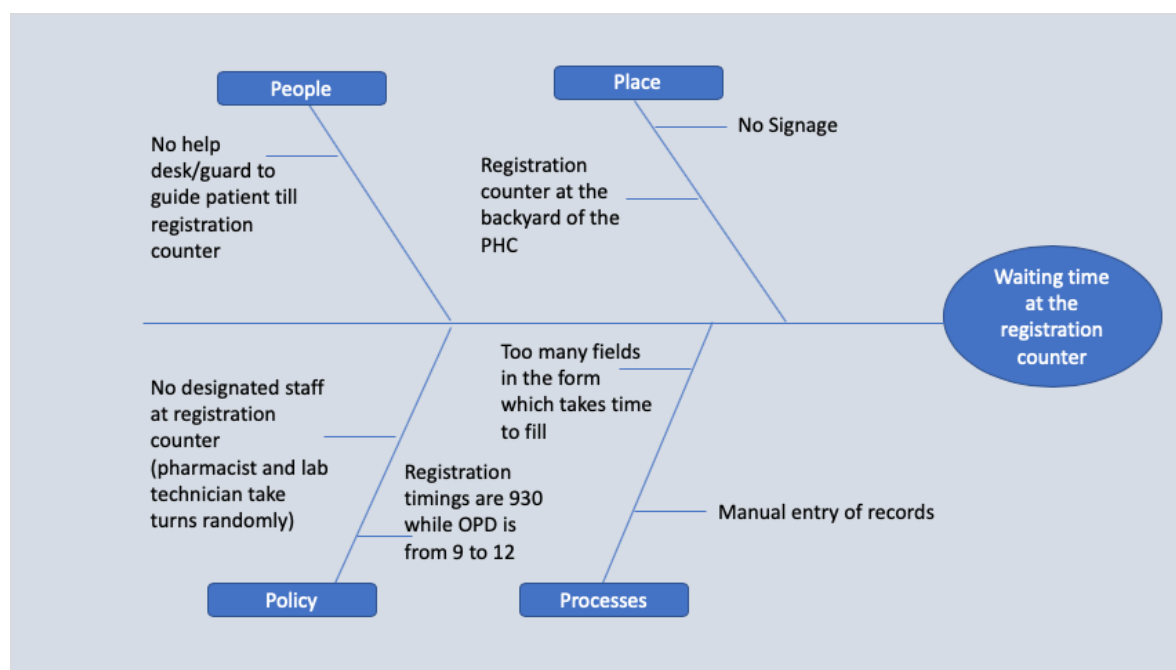 People
Place
No help
desk/guard to
guide patient till
registration
counter
No Signage
Registration
counter at the
backyard of the
PHC
Waiting time
at the
registration
counter
No designated staff
at registration
counter
(pharmacist and lab
technician take
turns randomly)
Registration
timings are 930
while OPD is
from 9 to 12
Too many fields
in the form
which takes time
to fill
Manual entry of records
Policy
Processes